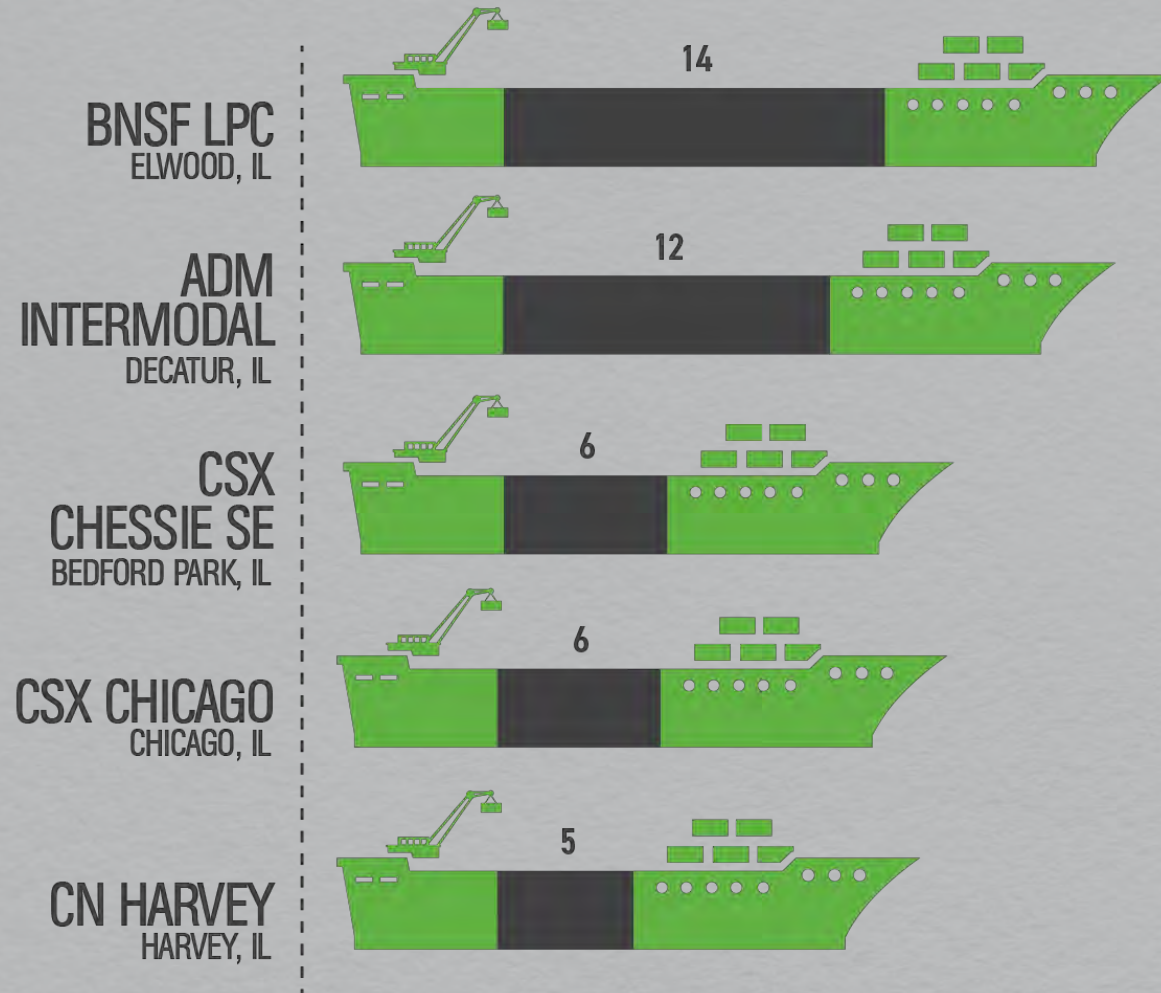 14
BNSF LPC
ELWOOD, IL
12
ADM
INTERMODAL
DECATUR, IL
6
CSX
CHESSIE SE
BEDFORD PARK, IL
6
CSX CHICAGO
CHICAGO, IL
5
CN HARVEY
HARVEY, IL